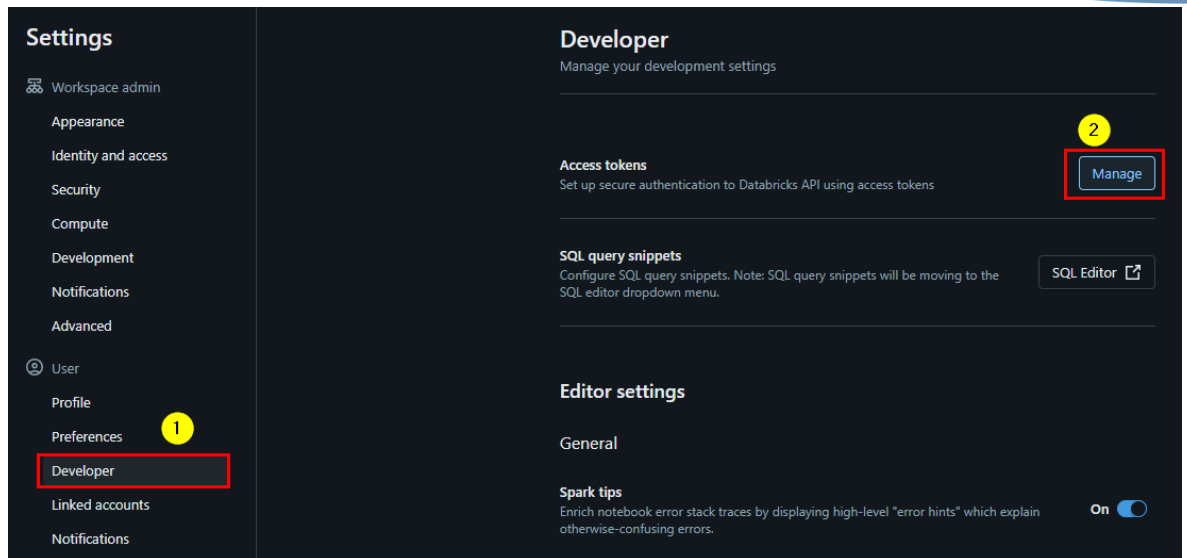 Settings
Workspace admin
Appearance
Identity and access
Security
Compute
Development
Notifications
Advanced
User
Profile
Preferences
1
Developer
Linked accounts
Notifications
Developer
Manage your development settings
2
Access tokens
Set up secure authentication to Databricks API using access tokens
Manage
SQL query snippets
Configure SQL query snippets. Note: SQL query snippets will be moving to the
SQL editor dropdown menu.
SQL Editor
Editor settings
General
Spark tips
Enrich notebook error stack traces by displaying high-level "error hints" which explain
otherwise-confusing errors.
On